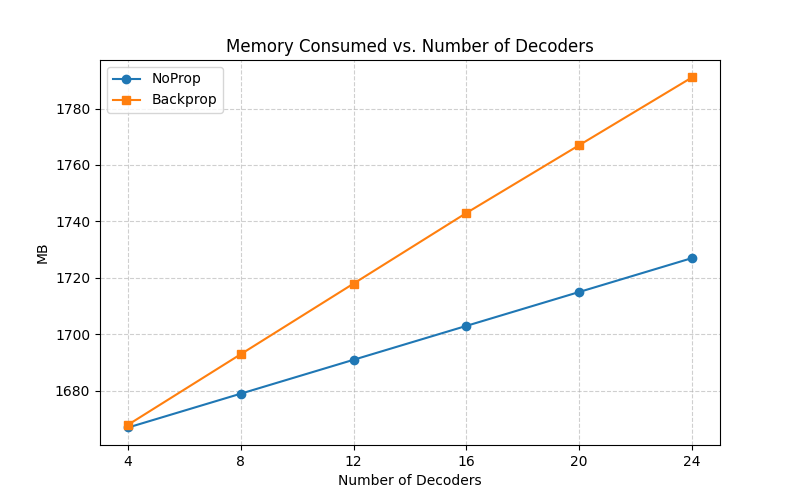 Memory Consumed vs. Number of Decoders
NoProp
Backprop
1780
1760
1740
1720
1700
1680
MB
4 8 12 16 20 24
Number of Decoders